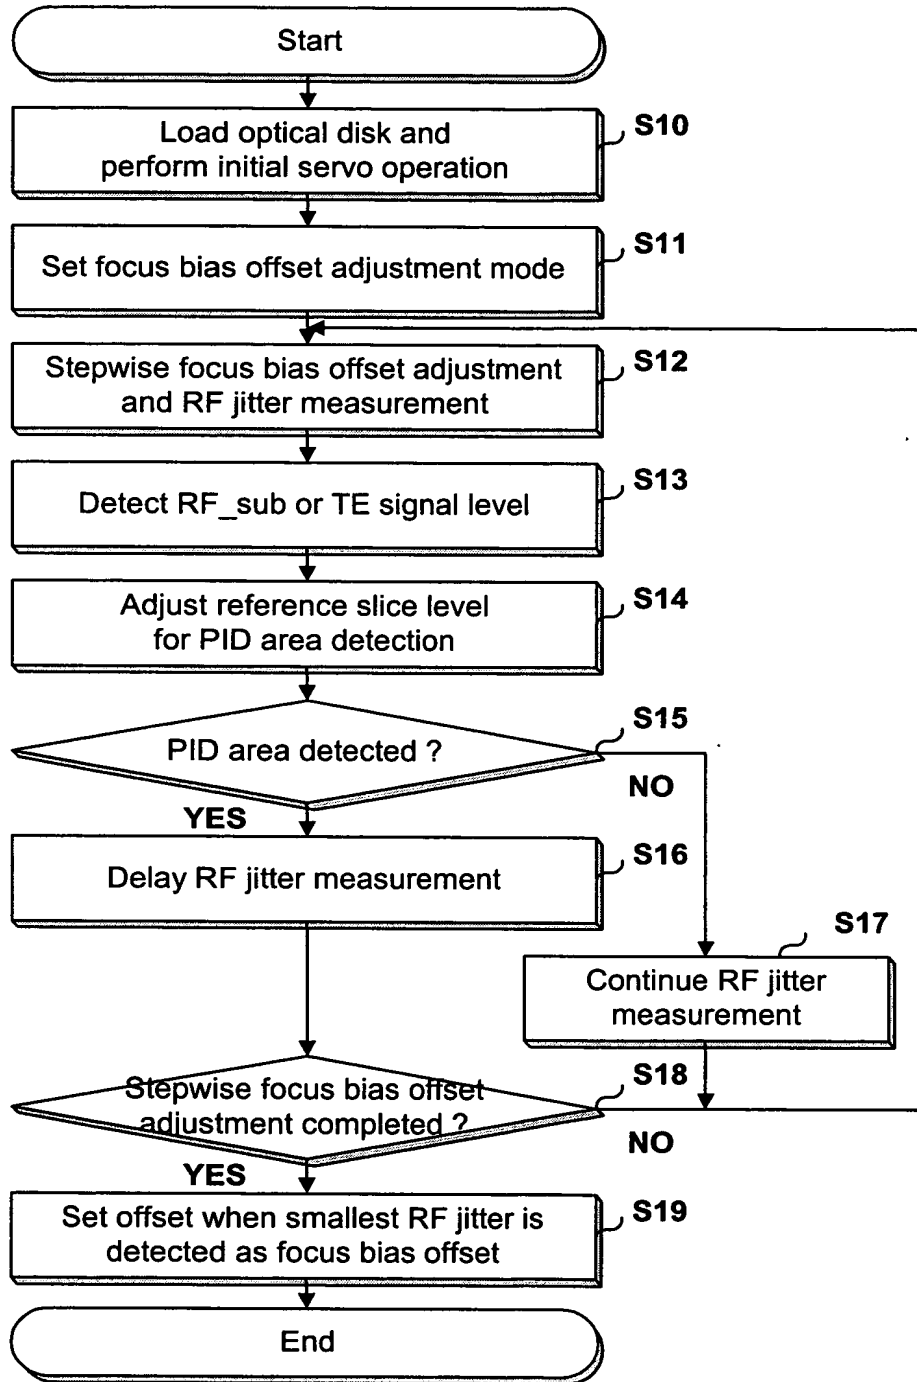 Start
Load optical disk and
perform initial servo operation
S10
Set focus bias offset adjustment mode
S11
Stepwise focus bias offset adjustment
and RF jitter measurement
S12
Detect RF_sub or TE signal level
S13
Adjust reference slice level
for PID area detection
S14
PID area detected ?
S15
NO
YES
Delay RF jitter measurement
S16
S17
Continue RF jitter
measurement
Stepwise focus bias offset
adjustment completed ?
S18
NO
YES
Set offset when smallest RF jitter is
detected as focus bias offset
S19
End